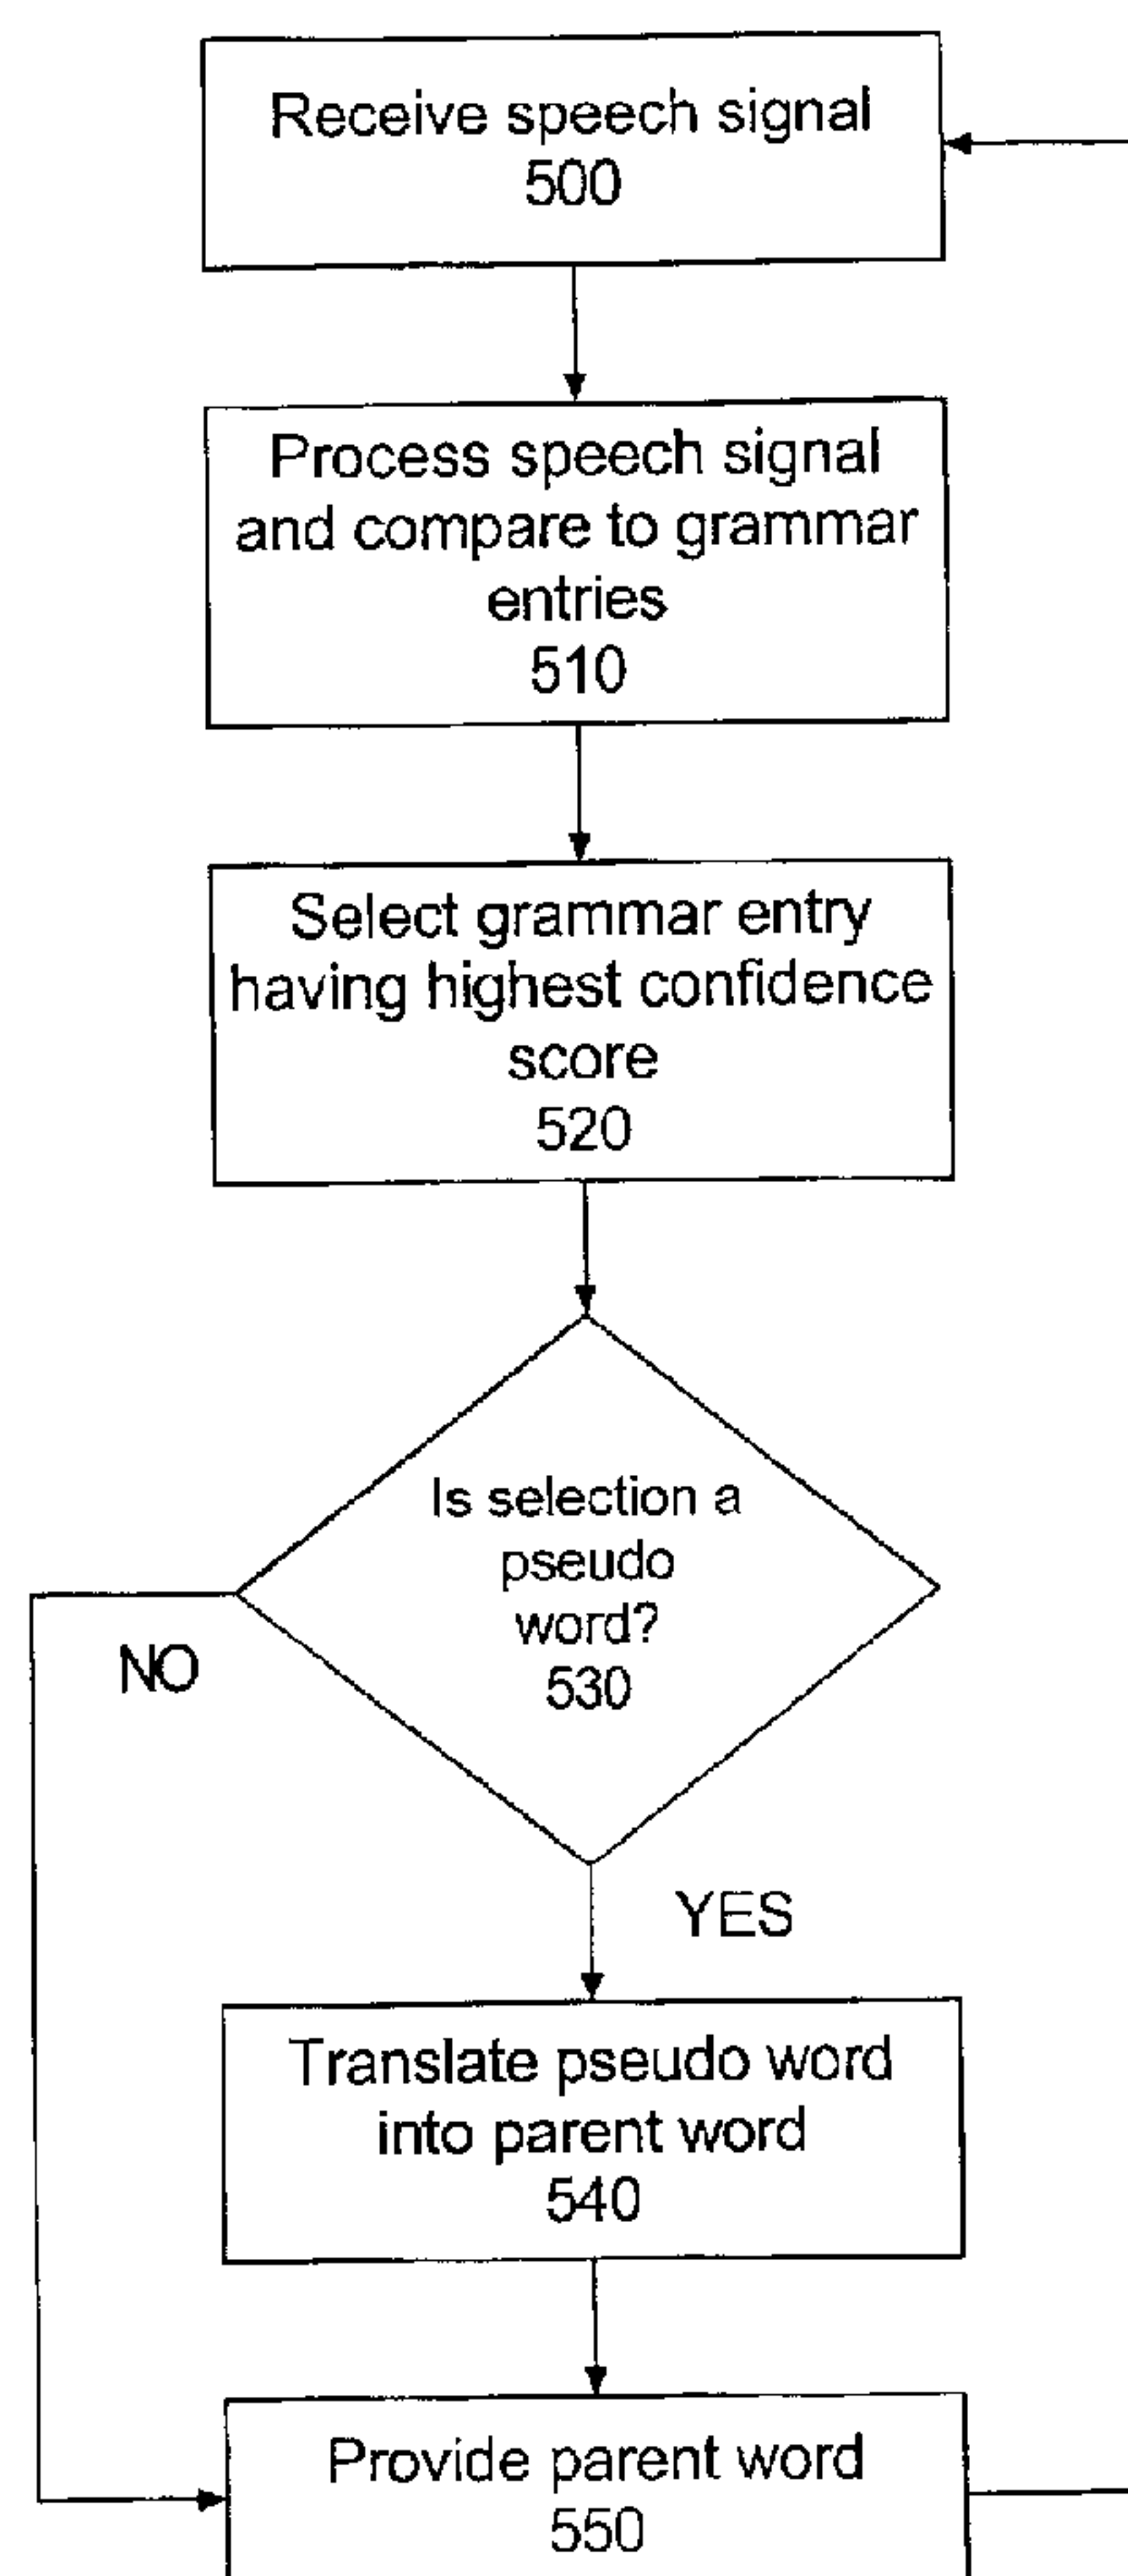 Receive speech signal
500
Process speech signal
and compare to grammar
entries
510
Select grammar entry
having highest confidence
score
520
Is selection a
pseudo
word?
530
NO
YES
Translate pseudo word
into parent word
540
Provide parent word
550